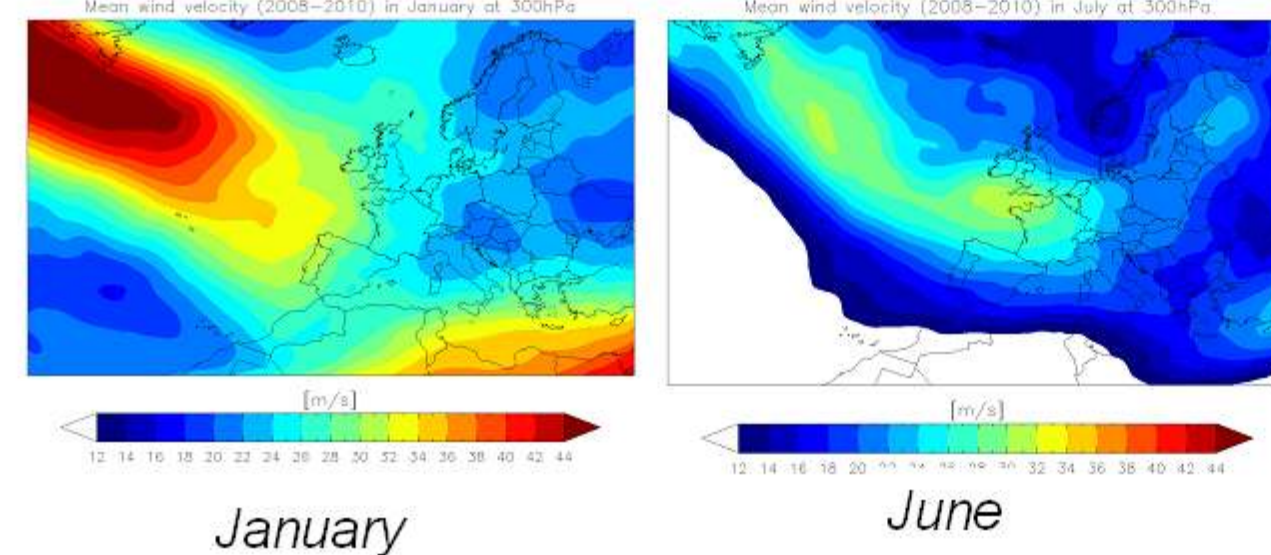 Mean wind velocity (2008-2010) in January at 300hPa
Mean wind velocity (2008-2010) in July at 300hPa.
[m/s]
12 14 16 18 20 22 24 26 28 30 32 34 36 38 40 42 44
[m/s]
12 14 16 18 20 32 34 36 38 40 42 44
January
June